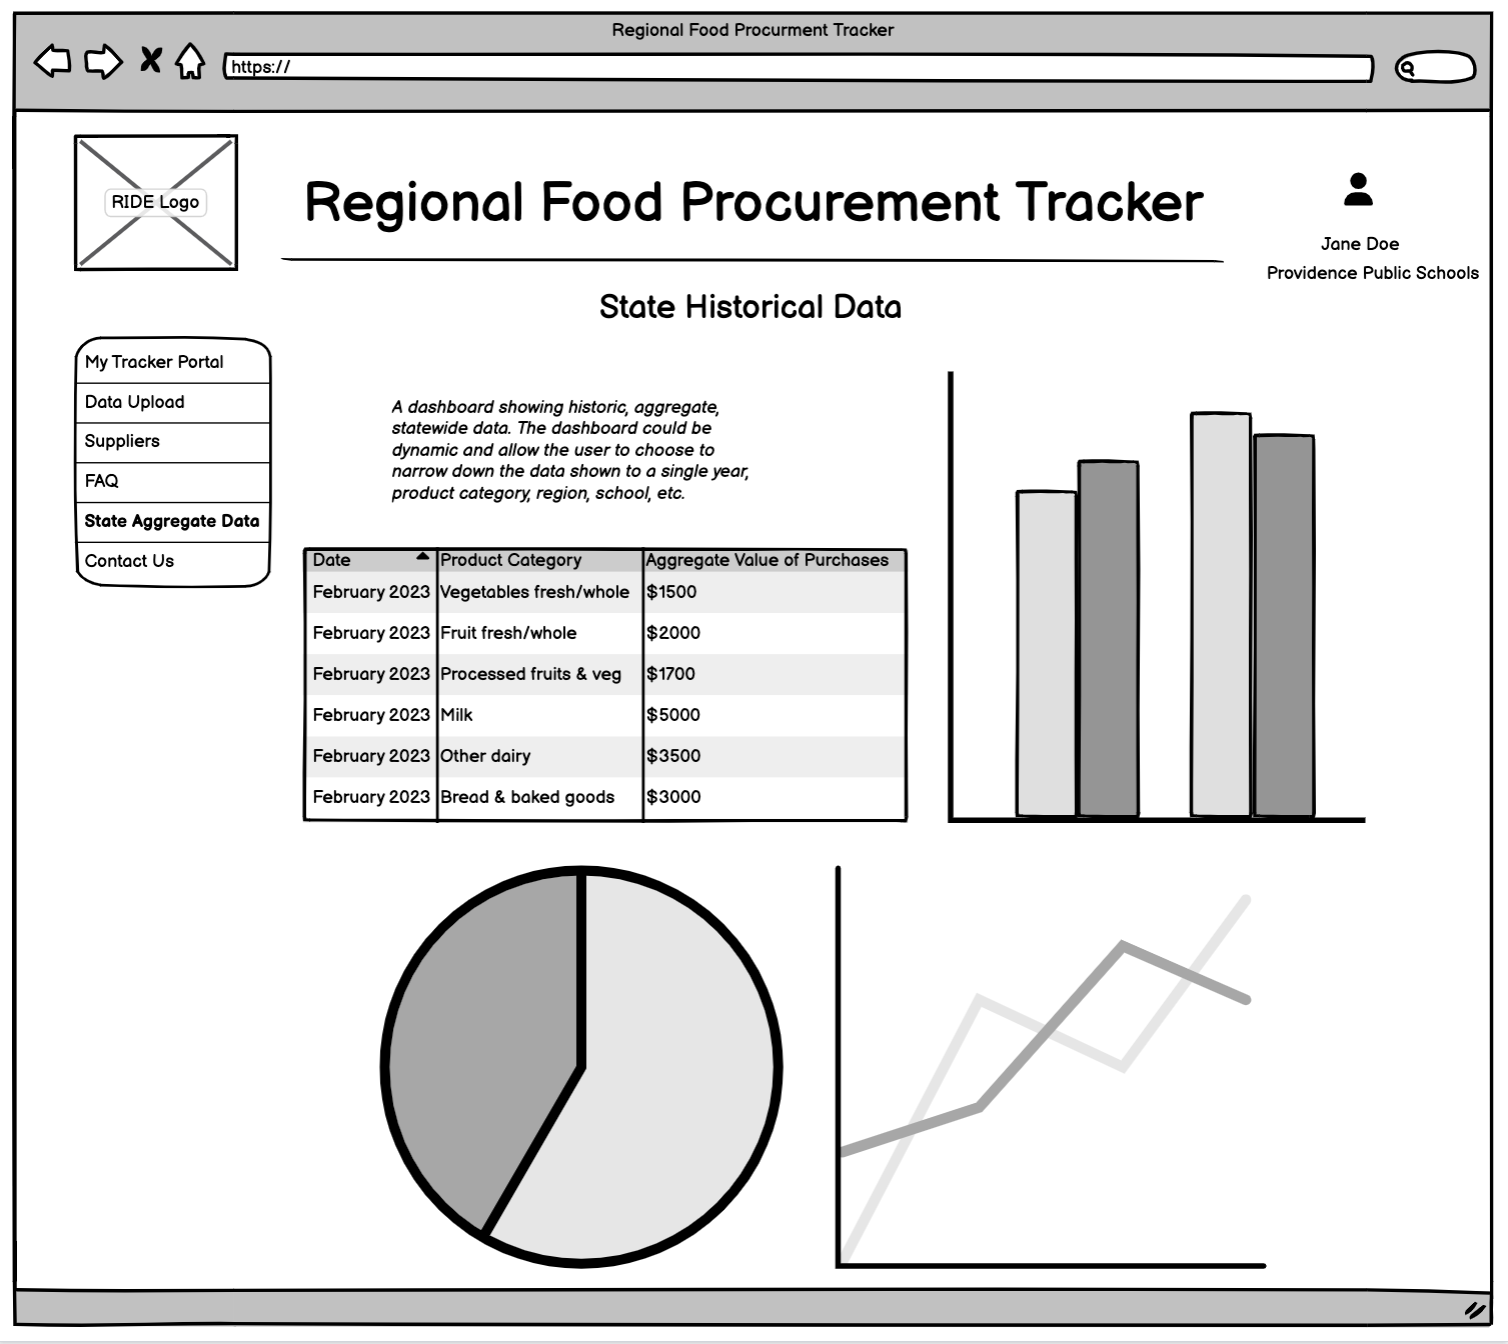 Regional Food Procurment Tracker
https://
RIDE Logo
Regional Food Procurement Tracker
Jane Doe
Providence Public Schools
State Historical Data
My Tracker Portal
Data Upload
Suppliers
FAQ
State Aggregate Data
Contact Us
A dashboard showing historic, aggregate,
statewide data. The dashboard could be
dynamic and allow the user to choose to
narrow down the data shown to a single year,
product category, region, school, etc.
Date Product Category Aggregate Value of Purchases
February 2023 Vegetables fresh/whole $1500
February 2023 Fruit fresh/whole $2000
February 2023 Processed fruits & veg $1700
February 2023 Milk $5000
February 2023 Other dairy $3500
February 2023 Bread & baked goods $3000